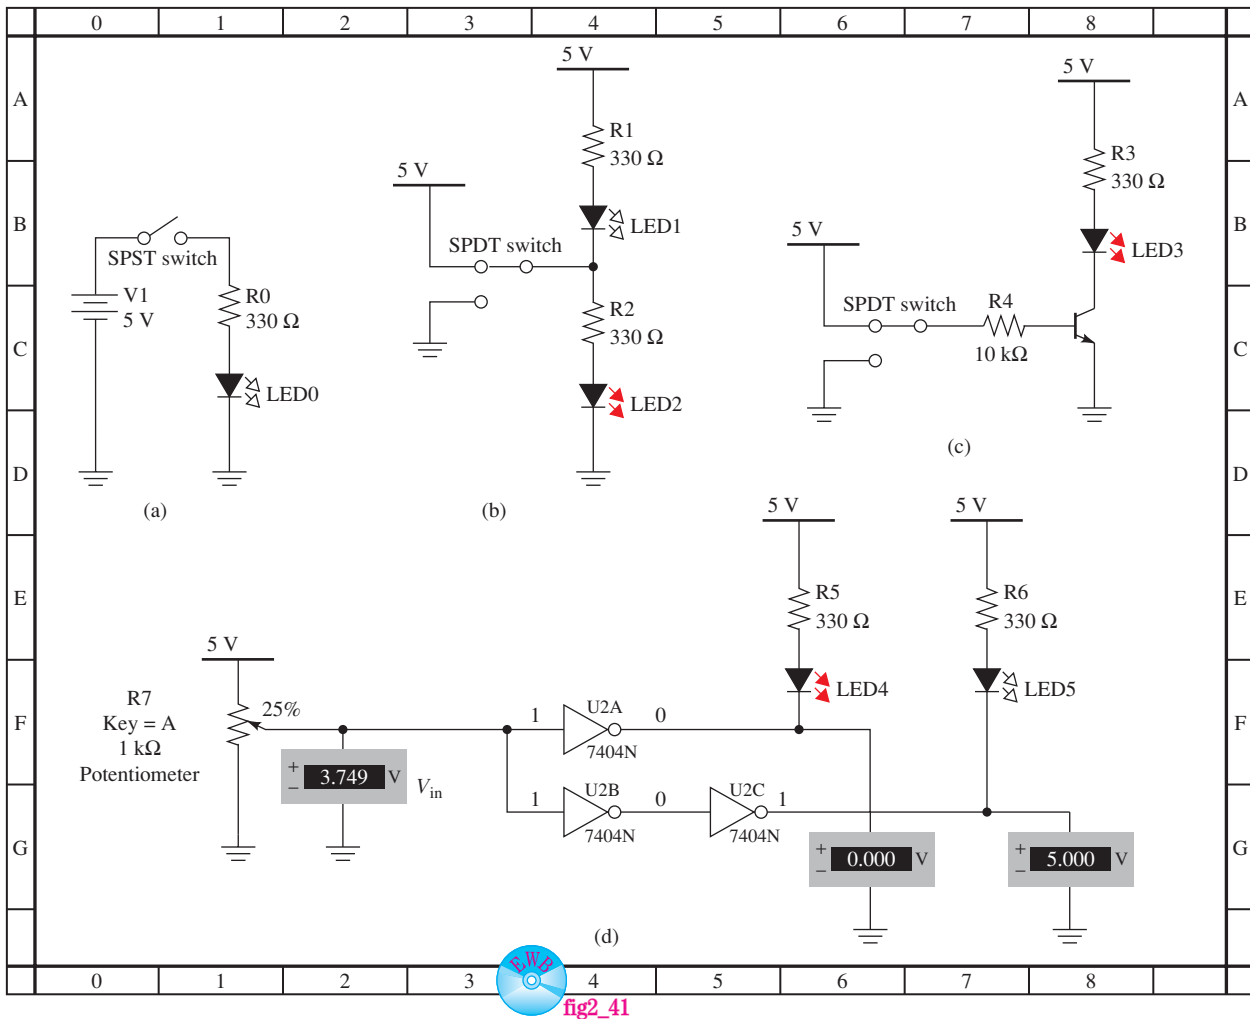 0 1 2 3 4 5 6 7 8
A
B
C
D
E
F
G
A
B
C
D
E
F
G
SPST switch
V1
5 V
R0
330 Ω
LED0
(a)
5 V
R1
330 Ω
LED1
5 V
SPDT switch
R2
330 Ω
LED2
(b)
5 V
R3
330 Ω
LED3
5 V
SPDT switch
R4
10 kΩ
(c)
5 V
R7
Key = A
1 kΩ
Potentiometer
25%
+
−
3.749 V
Vin
1 U2A 0
7404N
1 U2B 0
7404N
U2C 1
7404N
5 V
R5
330 Ω
LED4
5 V
R6
330 Ω
LED5
+
−
0.000 V
+
−
5.000 V
(d)
0 1 2 3 4 5 6 7 8
EWB
fig2_41